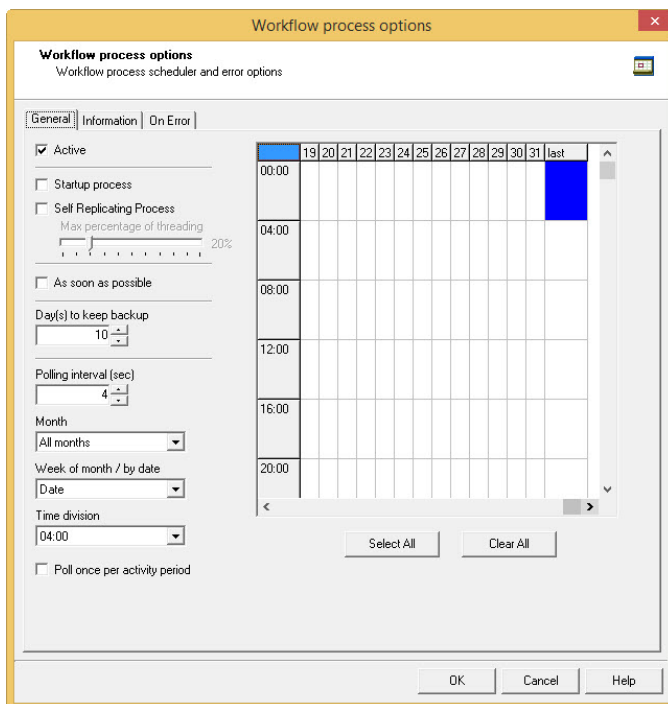 Workflow process options
Workflow process options
Workflow process scheduler and error options
General Information On Error
Active
Startup process
Self Replicating Process
Max percentage of threading
20%
As soon as possible
Day(s) to keep backup
10
Polling interval (sec)
4
Month
All months
Week of month / by date
Date
Time division
04:00
Poll once per activity period
19 20 21 22 23 24 25 26 27 28 29 30 31 last
00:00
04:00
08:00
12:00
16:00
20:00
Select All Clear All
OK Cancel Help